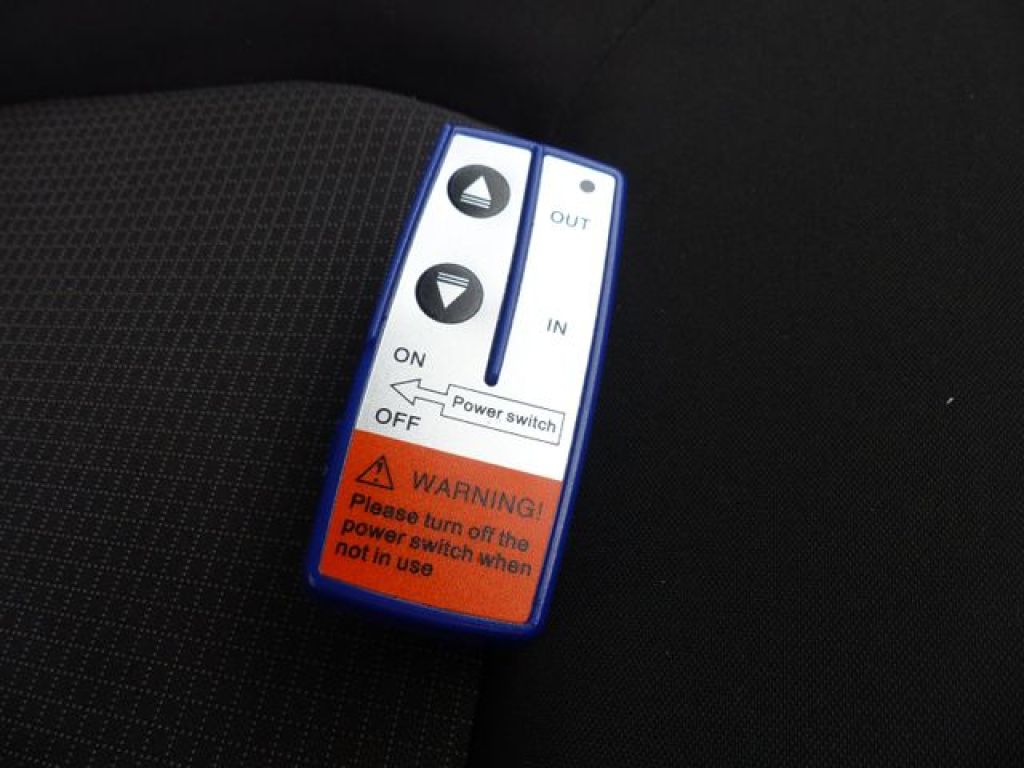 OUT
IN
ON
Power switch
OFF
WARNING!
Please turn off the
power switch when
not in use